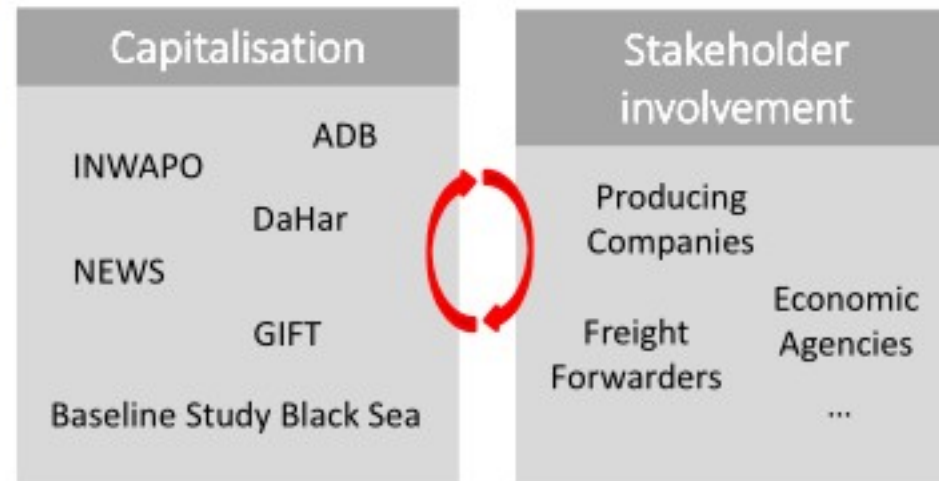 Capitalisation
ADB
INWAPO
DaHar
NEWS
GIFT
Baseline Study Black Sea
Stakeholder
involvement
Producing
Companies
Economic
Agencies
Freight
Forwarders
...